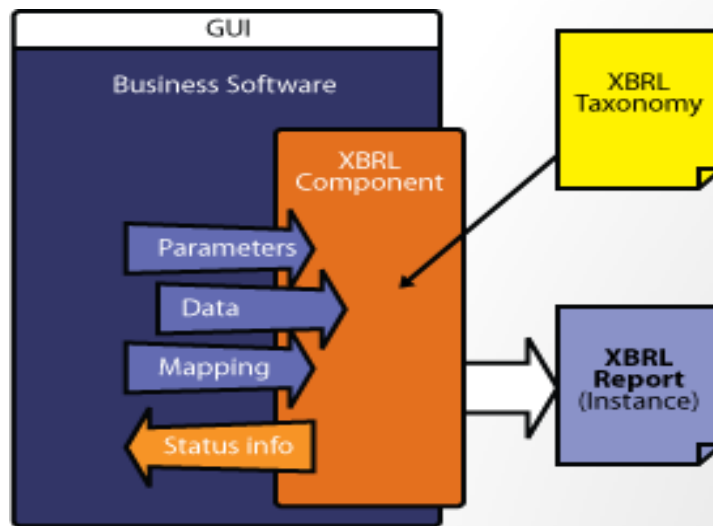 GUI
Business Software
XBRL
Component
Parameters
Data
Mapping
Status info
XBRL
Taxonomy
XBRL
Report
(Instance)